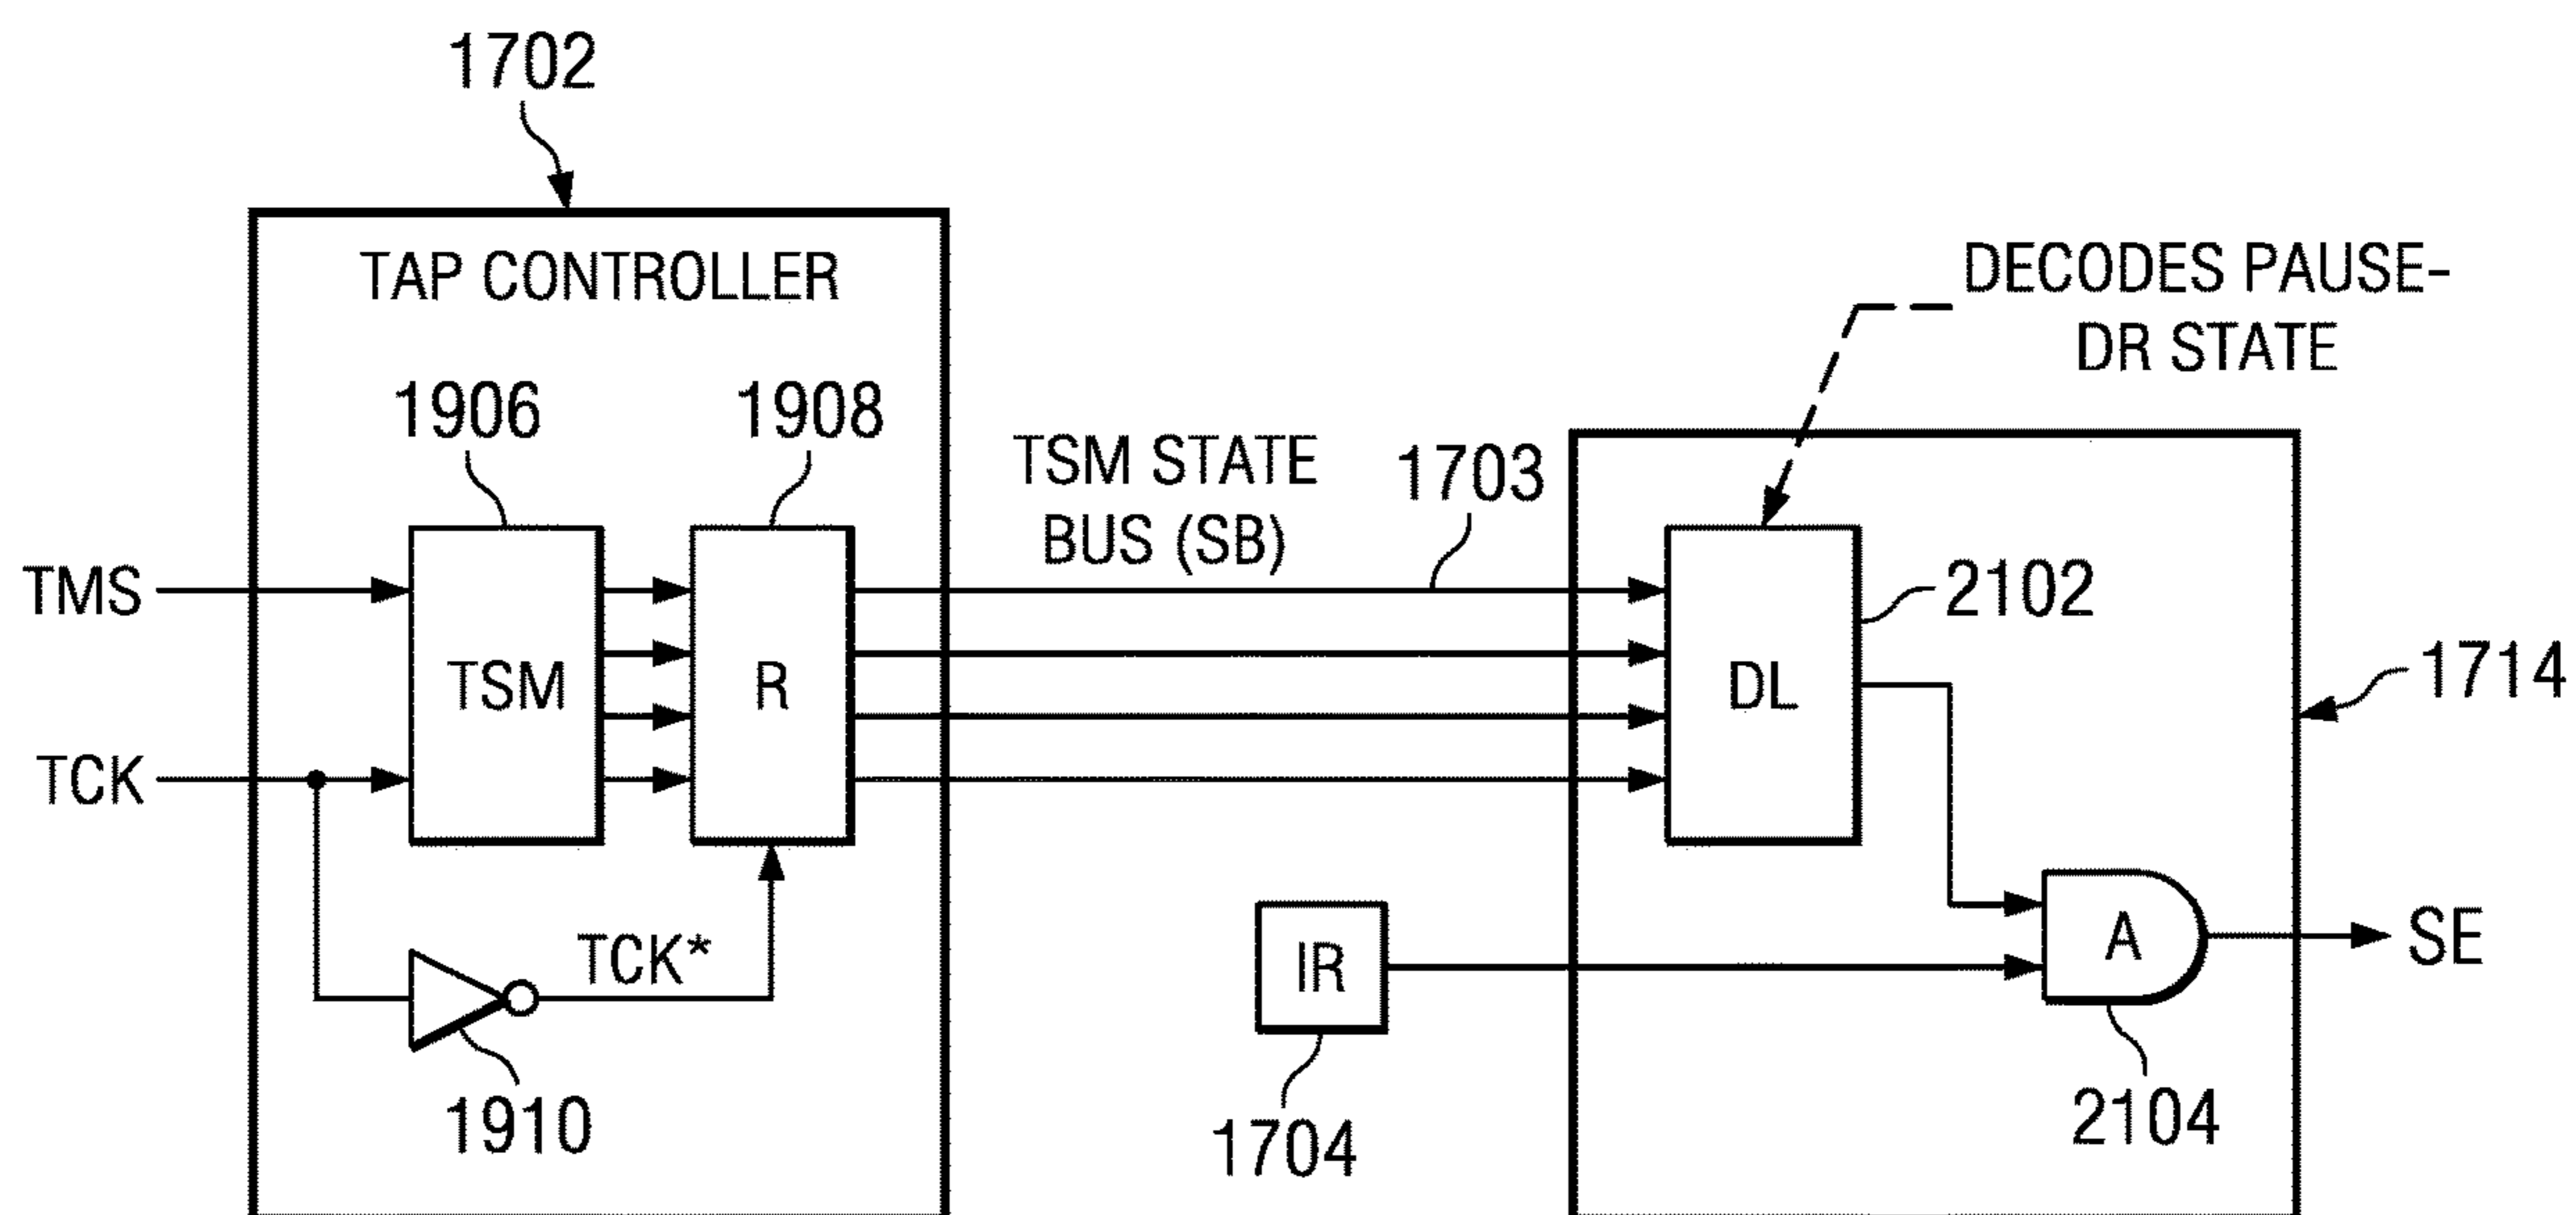 1702
TAP CONTROLLER
DECODES PAUSE-
DR STATE
1906
1908
TSM STATE
BUS (SB)
1703
TMS
TSM
R
DL
2102
1714
TCK
TCK*
IR
A
SE
1910
1704
2104